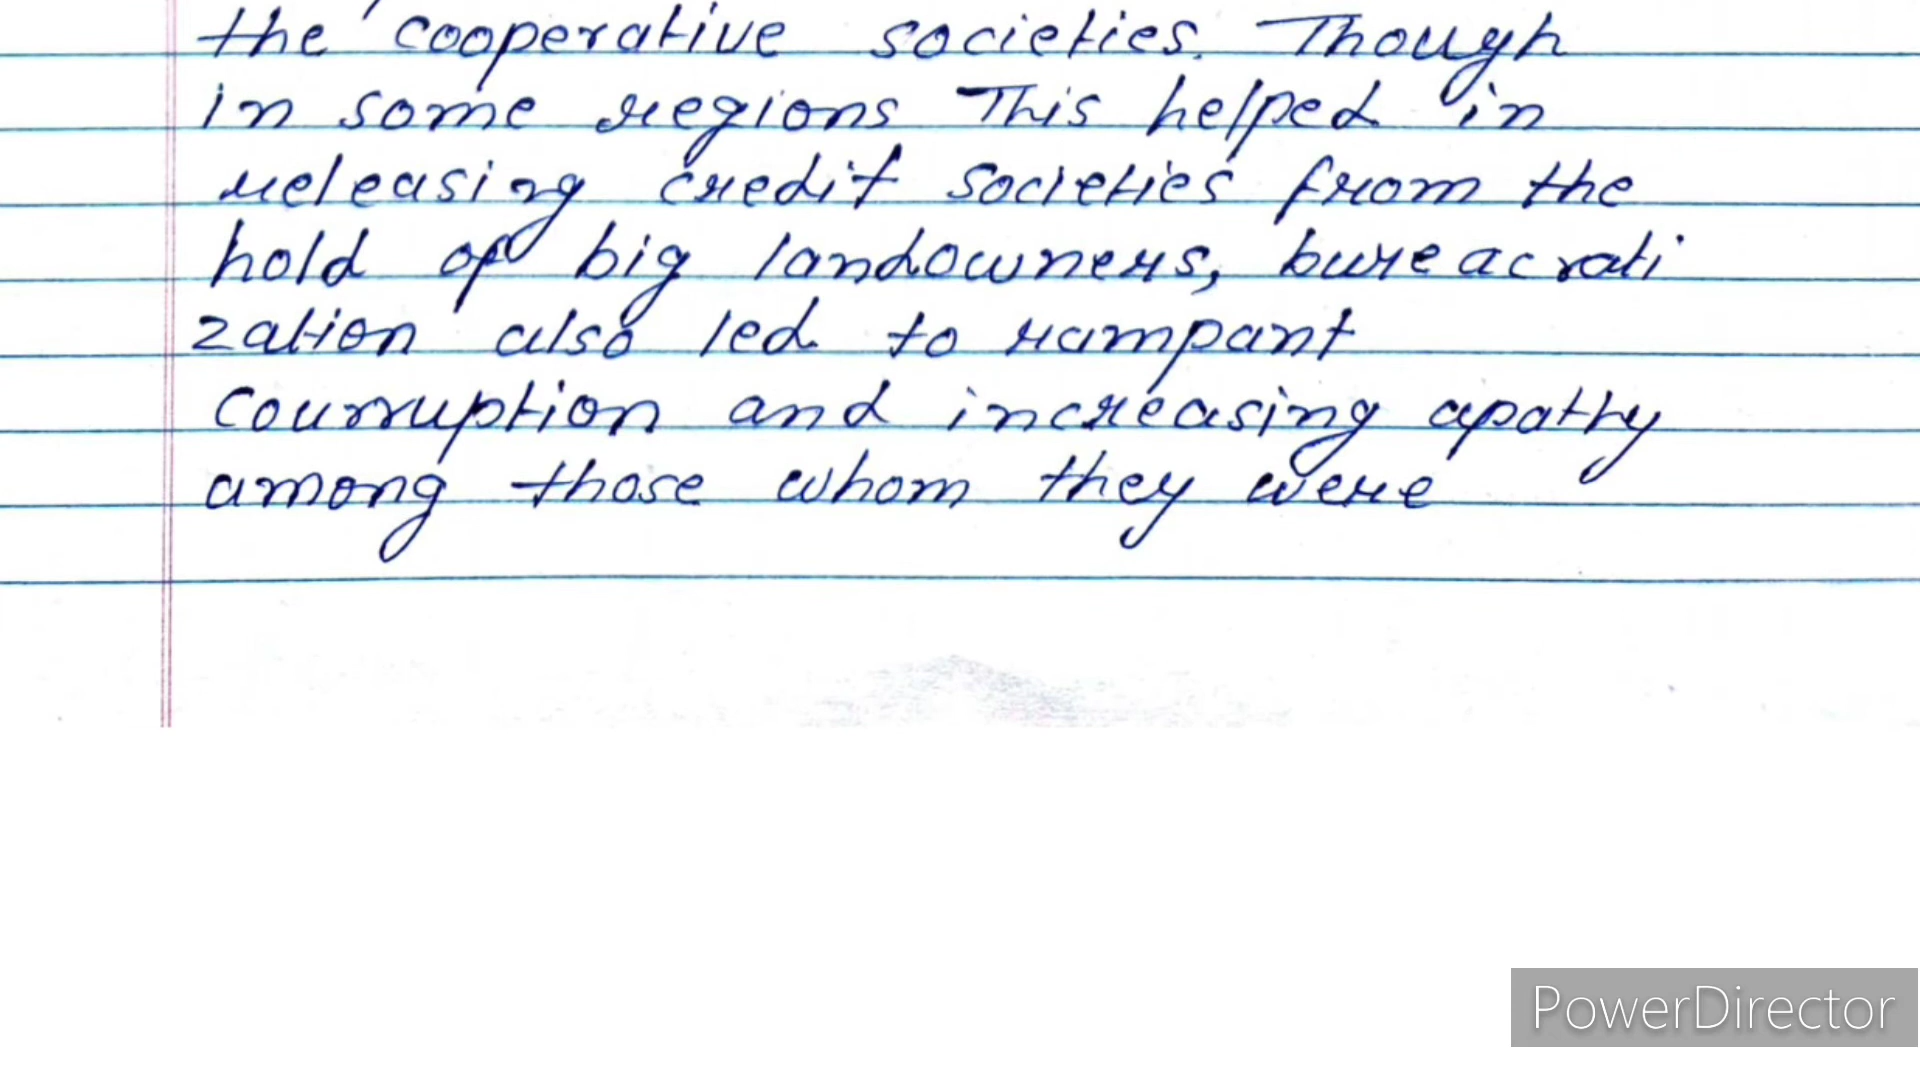 the cooperative societies. Though
in some regions This helped in
releasing credit societies from the
hold of big landowners, bureacrati
zation also led to rampant
Courruption and increasing apathy
among those whom they were
PowerDirector